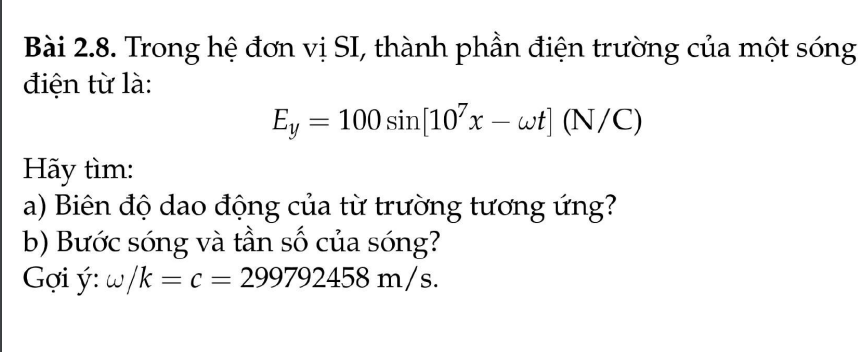 Bài 2.8. Trong hệ đơn vị SI, thành phần điện trường của một sóng
điện từ là:
E_y = 100 sin[10^7x − ωt] (N/C)
Hãy tìm:
a) Biên độ dao động của từ trường tương ứng?
b) Bước sóng và tần số của sóng?
Gợi ý: ω/k = c = 299792458 m/s.